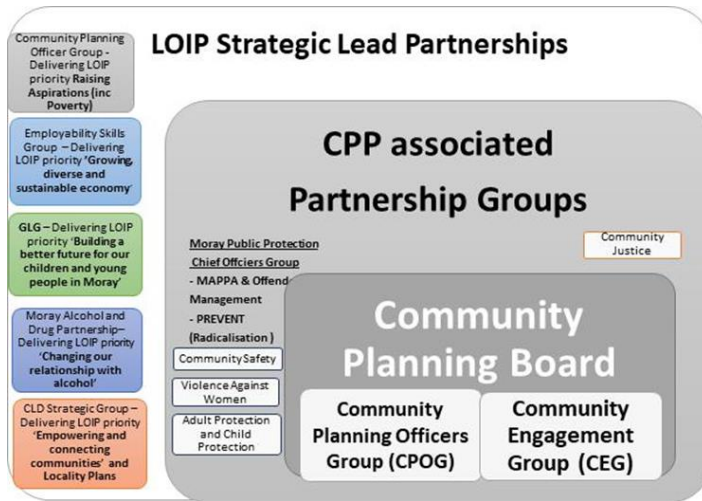 LOIP Strategic Lead Partnerships
Community Planning
Officer Group -
Delivering LOIP
priority Raising
Aspirations (inc
Poverty)
Employability Skills
Group – Delivering
LOIP priority 'Growing,
diverse and
sustainable economy'
GLG – Delivering LOIP
priority 'Building a
better future for our
children and young
people in Moray'
Moray Alcohol and
Drug Partnership–
Delivering LOIP priority
'Changing our
relationship with
alcohol'
CLD Strategic Group –
Delivering LOIP priority
'Empowering and
connecting
communities' and
Locality Plans
CPP associated
Partnership Groups
Moray Public Protection
Chief Offciers Group
- MAPPA & Offend
Management
- PREVENT
(Radicalisation )
Community Safety
Violence Against
Women
Adult Protection
and Child
Protection
Community
Justice
Community
Planning Board
Community
Planning Officers
Group (CPOG)
Community
Engagement
Group (CEG)